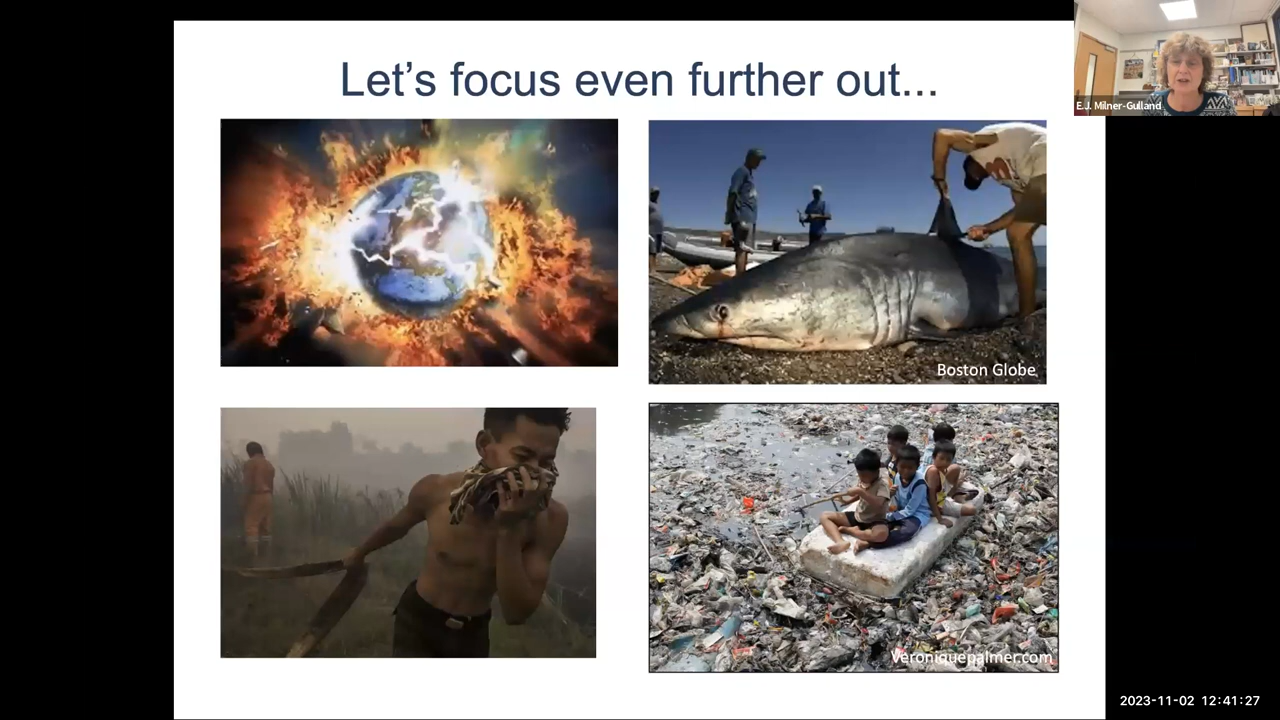 Let’s focus even further out...
E.J. Milner-Gulland
Boston Globe
Veroniquepalmer.com
2023-11-02 12:41:27